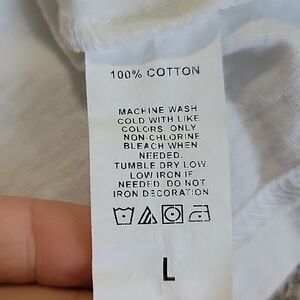 100% COTTON
MACHINE WASH
COLD WITH LIKE
COLORS. ONLY
NON-CHLORINE
BLEACH WHEN
NEEDED.
TUMBLE DRY LOW.
LOW IRON IF
NEEDED. DO NOT
IRON DECORATION
L